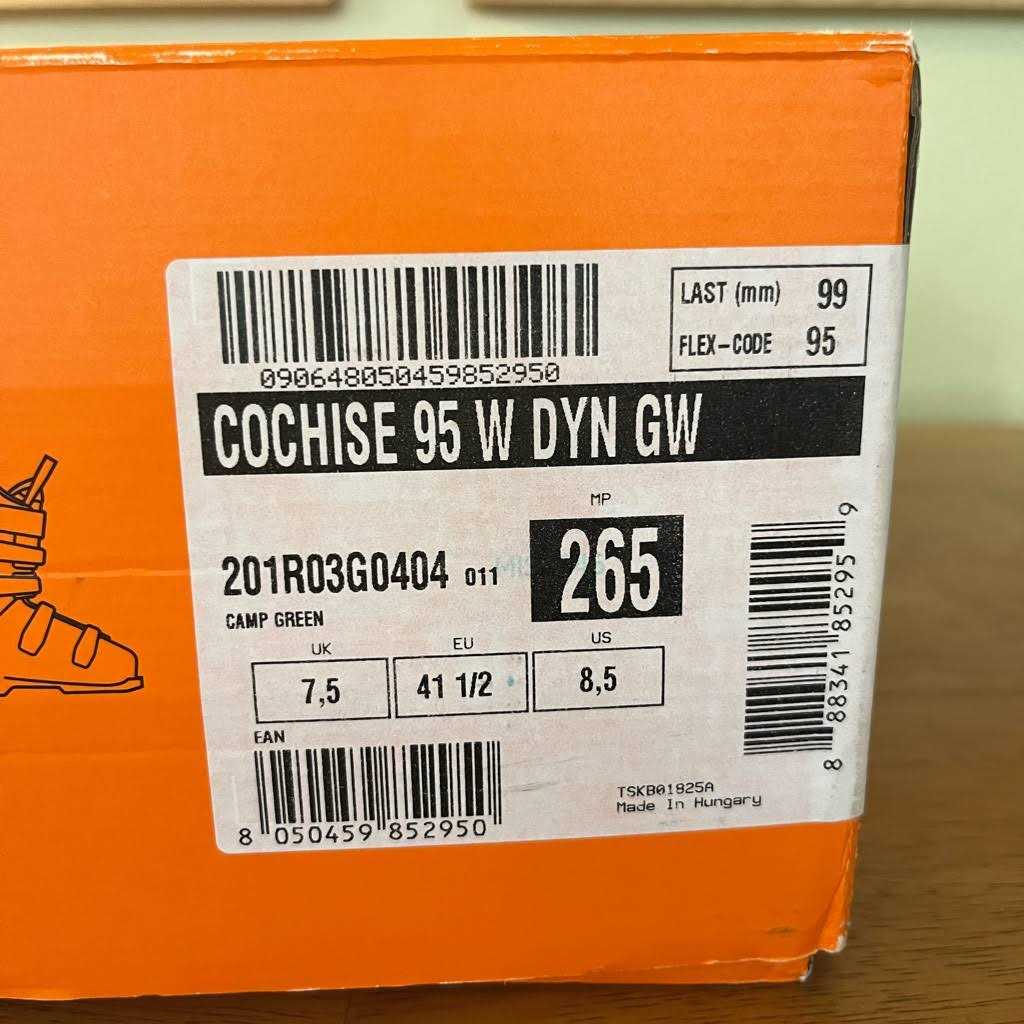 LAST (mm) 99
FLEX-CODE 95
090648050459852950
COCHISE 95 W DYN GW
MP
265
201R03G0404 011
CAMP GREEN
UK EU US
7,5 41 1/2 8,5
EAN
8 050459 852950
8 88341 85295 9
TSKB01825A
Made In Hungary